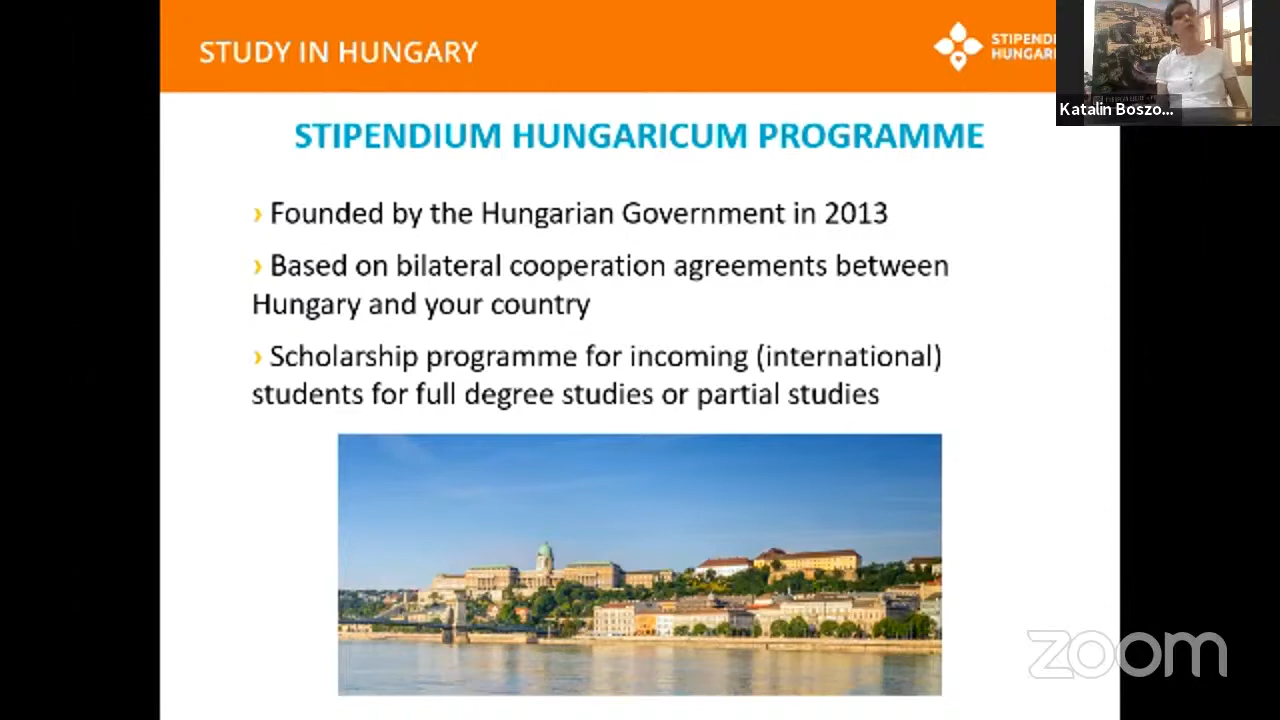 STUDY IN HUNGARY
STIPENDI
HUNGARI
Katalin Boszo...
STIPENDIUM HUNGARICUM PROGRAMME
› Founded by the Hungarian Government in 2013
› Based on bilateral cooperation agreements between
Hungary and your country
› Scholarship programme for incoming (international)
students for full degree studies or partial studies
zoom